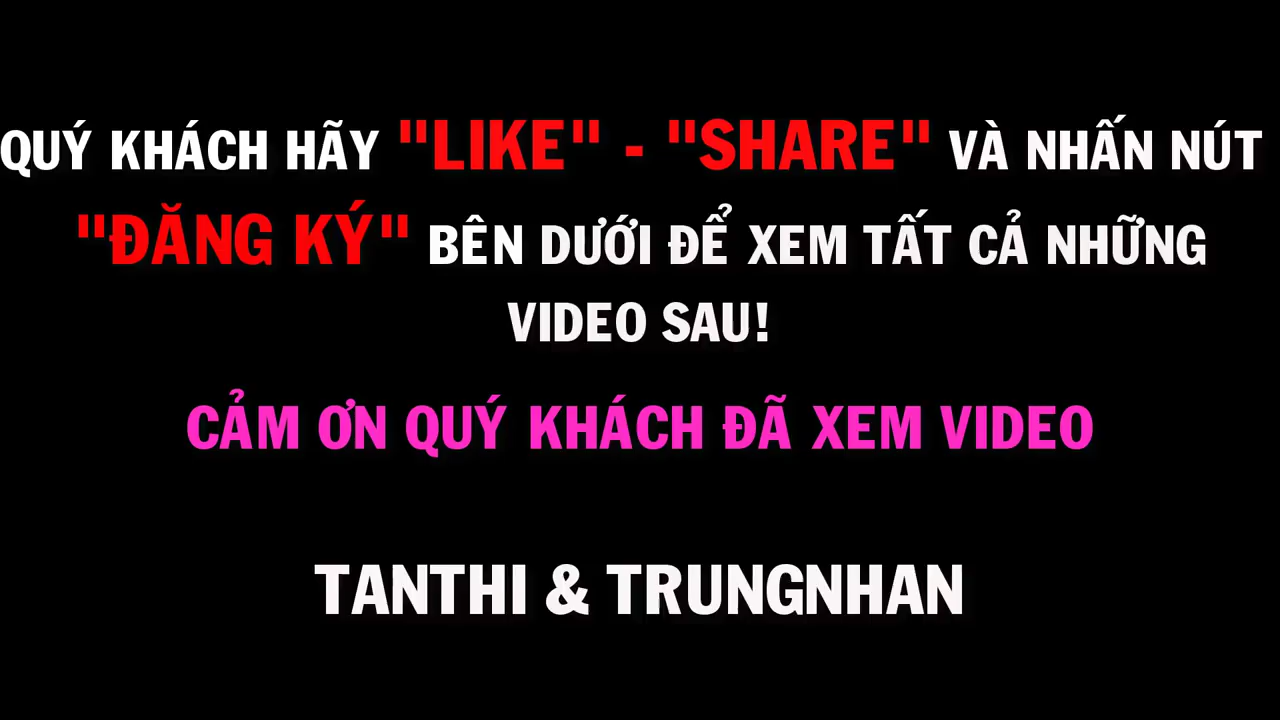 QUÝ KHÁCH HÃY "LIKE" - "SHARE" VÀ NHẤN NÚT
"ĐĂNG KÝ" BÊN DƯỚI ĐỂ XEM TẤT CẢ NHỮNG
VIDEO SAU!
CẢM ƠN QUÝ KHÁCH ĐÃ XEM VIDEO
TANTHI & TRUNGNHAN